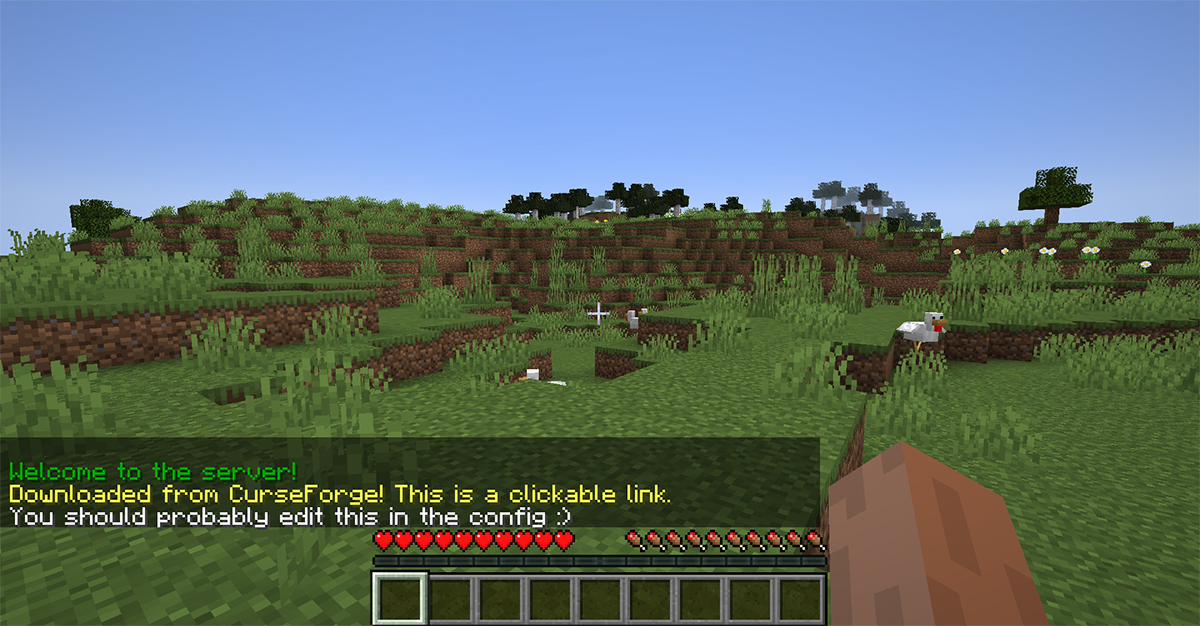 Welcome to the server!
Downloaded from CurseForge! This is a clickable link.
You should probably edit this in the config :)